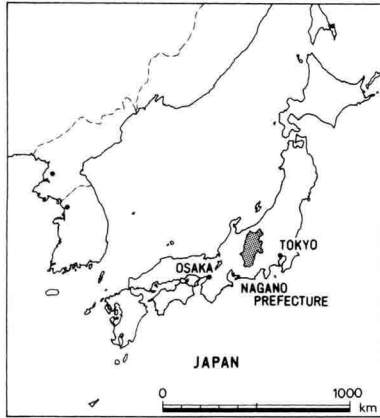 TOKYO
OSAKA
NAGANO
PREFECTURE
JAPAN
0 1000
km